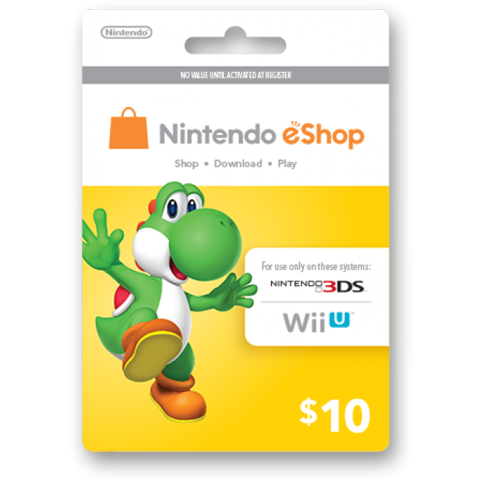 Nintendo
NO VALUE UNTIL ACTIVATED AT REGISTER
Nintendo eShop
Shop • Download • Play
For use only on these systems:
NINTENDO 3DS
Wii U
$10